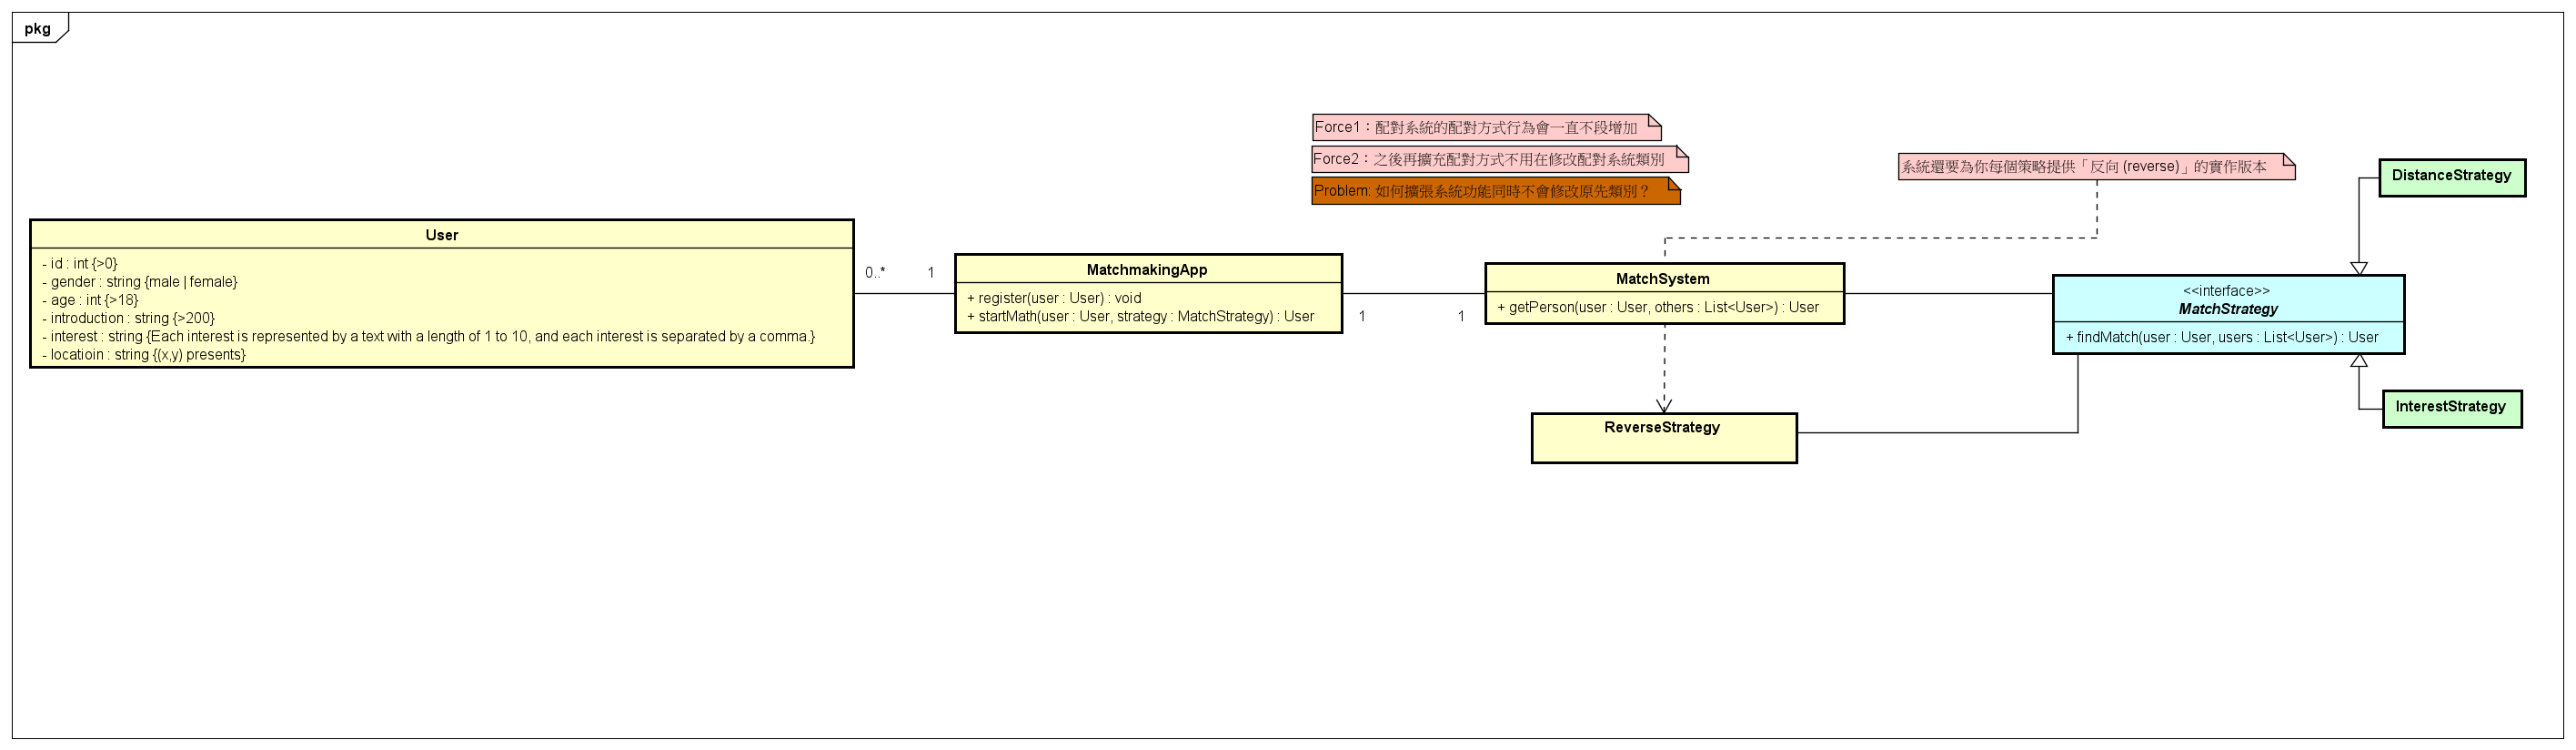 pkg
Force1：配對系統的配對方式行為會一直不段增加
Force2：之後再擴充配對方式不用在修改配對系統類別
Problem: 如何擴張系統功能同時不會修改原先類別？
系統還要為你每個策略提供「反向 (reverse)」的實作版本
DistanceStrategy
User
- id : int {>0}
- gender : string {male | female}
- age : int {>18}
- introduction : string {>200}
- interest : string {Each interest is represented by a text with a length of 1 to 10, and each interest is separated by a comma.}
- locatioin : string {(x,y) presents}
0..*
1
MatchmakingApp
+ register(user : User) : void
+ startMath(user : User, strategy : MatchStrategy) : User
1
1
MatchSystem
+ getPerson(user : User, others : List<User>) : User
<<interface>>
MatchStrategy
+ findMatch(user : User, users : List<User>) : User
InterestStrategy
ReverseStrategy